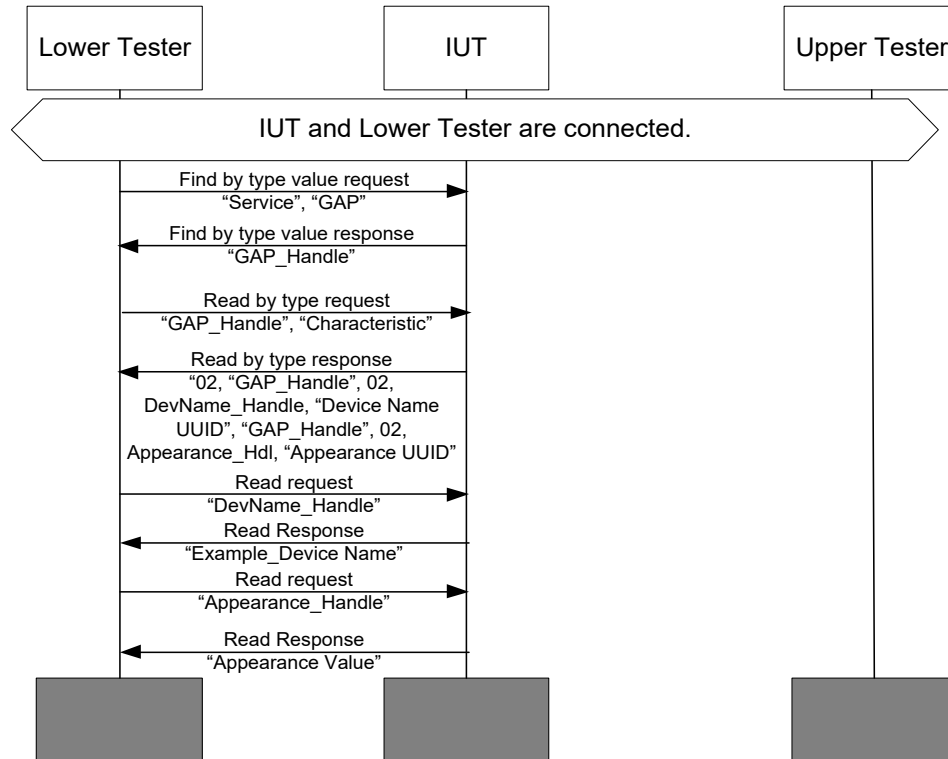 Lower Tester
IUT
Upper Tester
IUT and Lower Tester are connected.
Find by type value request
“Service”, “GAP”
Find by type value response
“GAP_Handle”
Read by type request
“GAP_Handle”, “Characteristic”
Read by type response
“02, “GAP_Handle”, 02,
DevName_Handle, “Device Name
UUID”, “GAP_Handle”, 02,
Appearance_Hdl, “Appearance UUID”
Read request
“DevName_Handle”
Read Response
“Example_Device Name”
Read request
“Appearance_Handle”
Read Response
“Appearance Value”